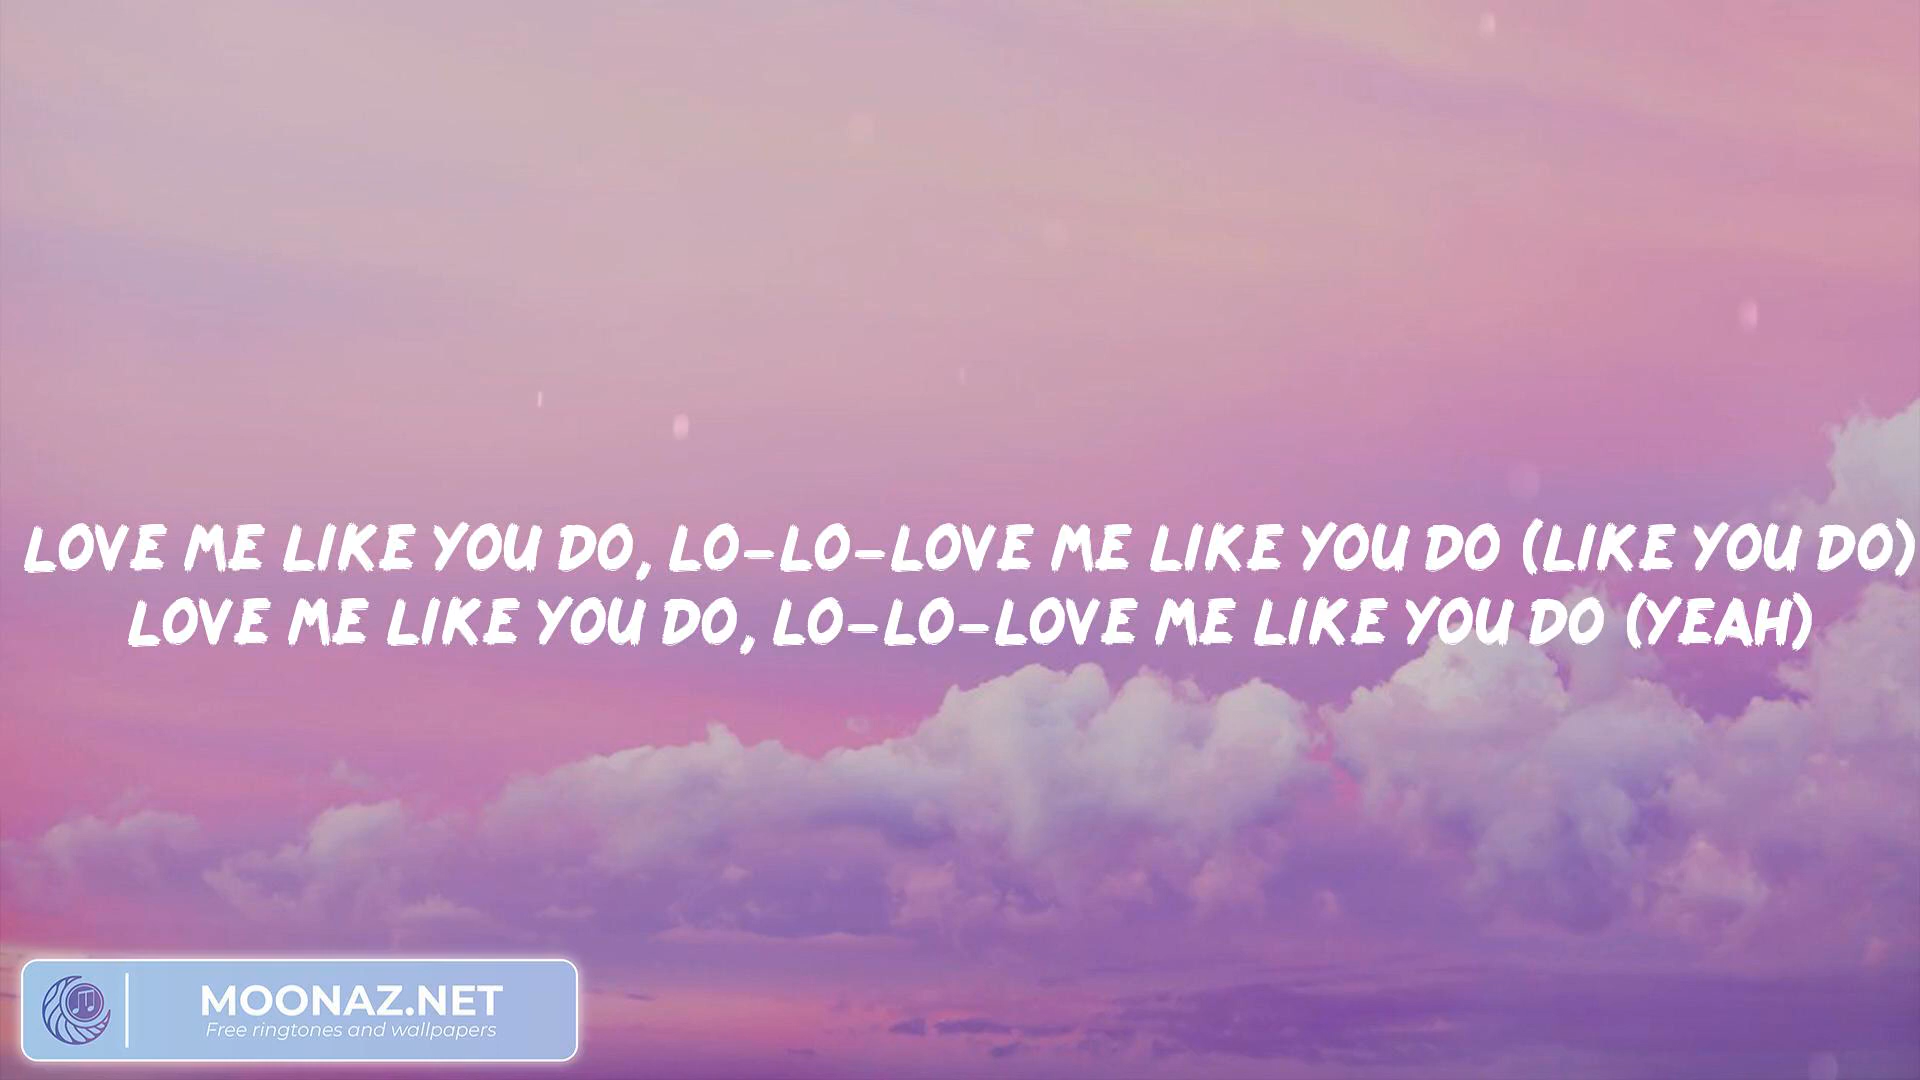 LOVE ME LIKE YOU DO, LO-LO-LOVE ME LIKE YOU DO (LIKE YOU DO)
LOVE ME LIKE YOU DO, LO-LO-LOVE ME LIKE YOU DO (YEAH)
MOONAZ.NET
Free ringtones and wallpapers